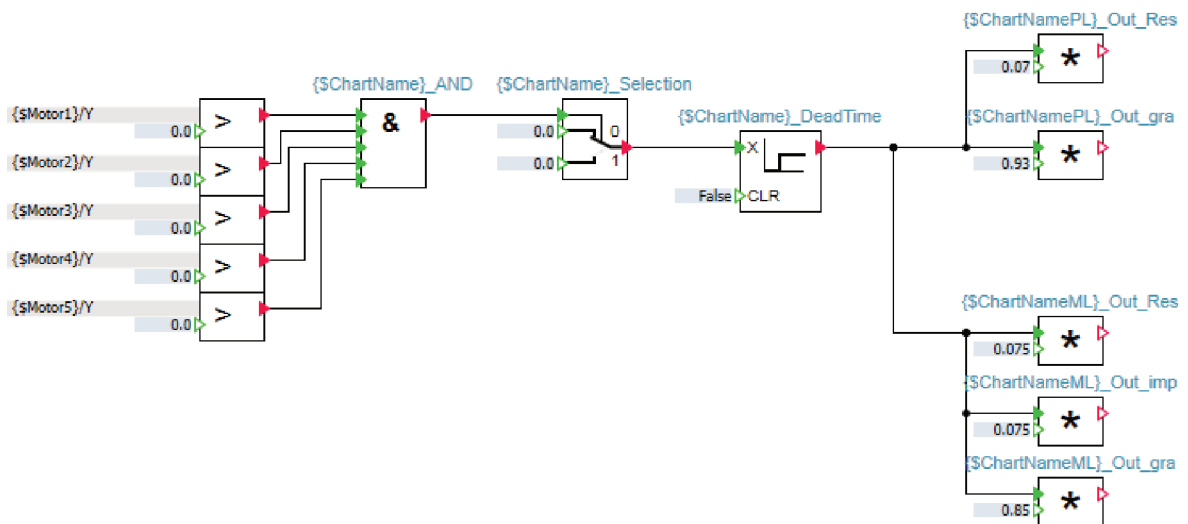 {$ChartNamePL}_Out_Res
*
0.07
{$ChartName}_AND
{$ChartName}_Selection
{$ChartName}_DeadTime
{$ChartNamePL}_Out_gra
{$Motor1}/Y
>
0.0
&
0.0
0
1
0.0
X
False
CLR
*
0.93
{$Motor2}/Y
>
0.0
{$Motor3}/Y
>
0.0
{$Motor4}/Y
>
0.0
{$Motor5}/Y
>
0.0
{$ChartNameML}_Out_Res
*
0.075
{$ChartNameML}_Out_imp
*
0.075
{$ChartNameML}_Out_gra
*
0.85